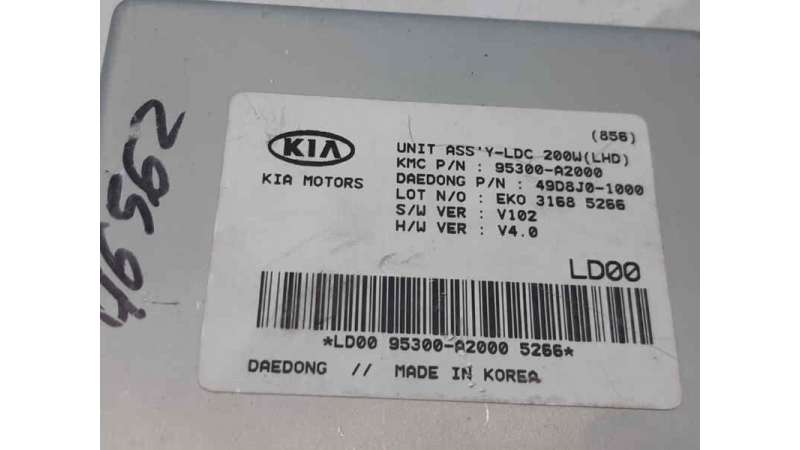 (856)
KIA
KIA MOTORS
UNIT ASS'Y-LDC 200W(LHD)
KMC P/N : 95300-A2000
DAEDONG P/N : 49D8J0-1000
LOT N/O : EKO 3168 5266
S/W VER : V102
H/W VER : V4.0
LD00
*LD00 95300-A2000 5266*
DAEDONG // MADE IN KOREA